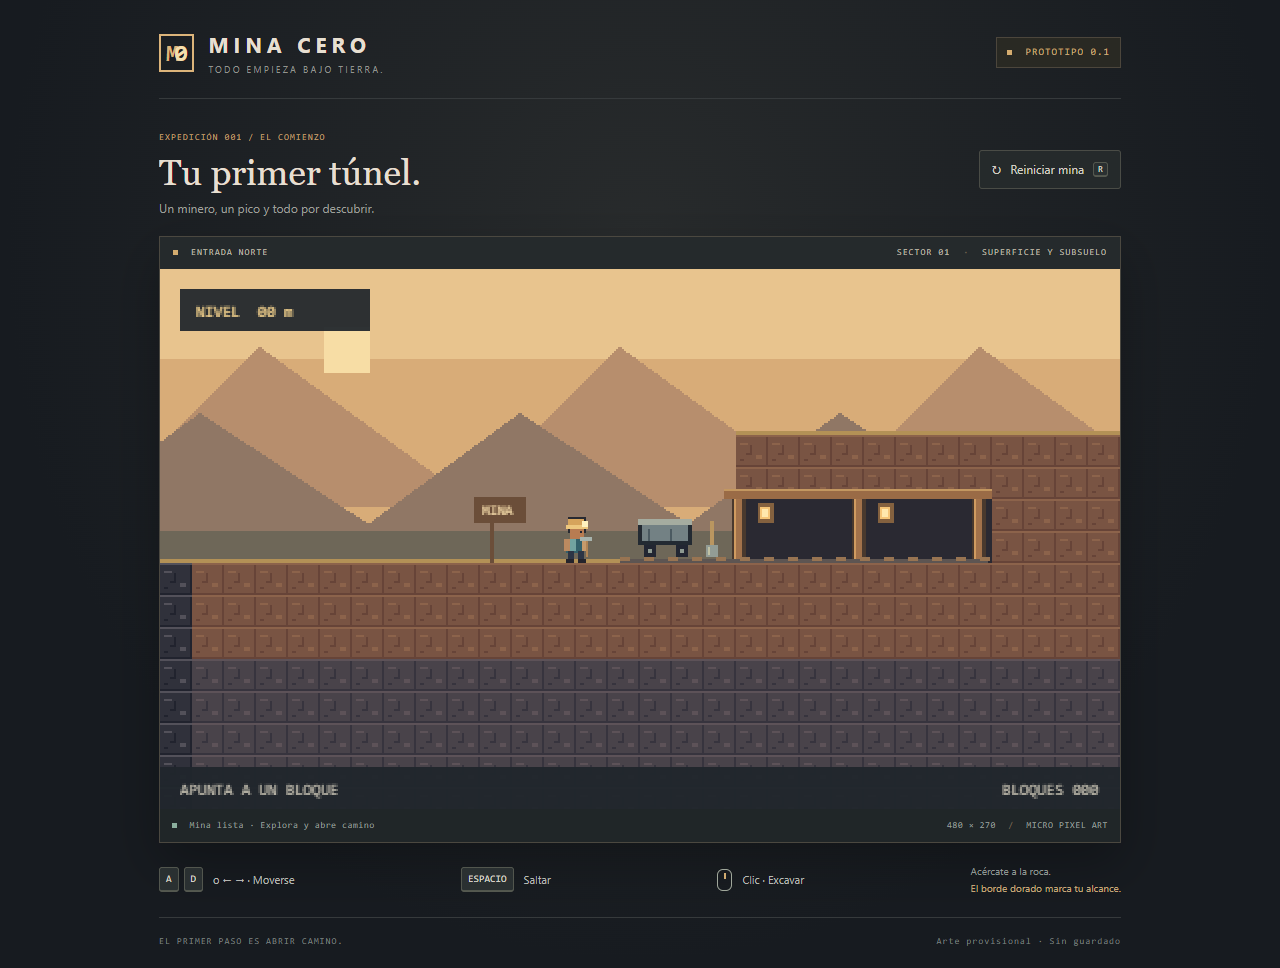 M0
MINA CERO
TODO EMPIEZA BAJO TIERRA.
PROTOTIPO 0.1
EXPEDICIÓN 001 / EL COMIENZO
Tu primer túnel.
Un minero, un pico y todo por descubrir.
↻ Reiniciar mina R
ENTRADA NORTE
SECTOR 01 · SUPERFICIE Y SUBSUELO
NIVEL 00 m
MINA
APUNTA A UN BLOQUE
BLOQUES 000
Mina lista · Explora y abre camino
480 × 270 / MICRO PIXEL ART
A D o ← → · Moverse
ESPACIO Saltar
Clic · Excavar
Acércate a la roca.
El borde dorado marca tu alcance.
EL PRIMER PASO ES ABRIR CAMINO.
Arte provisional · Sin guardado